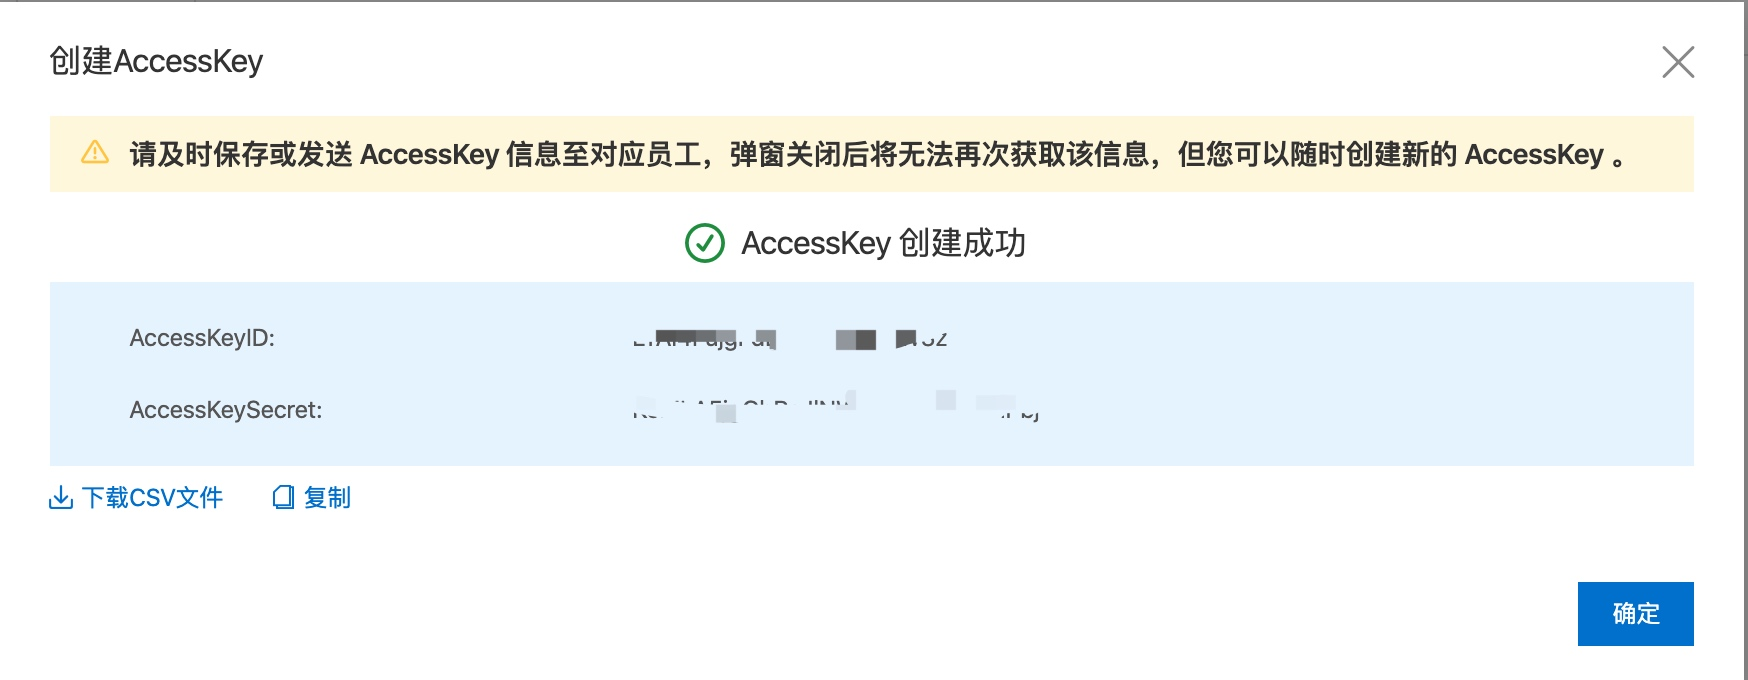 创建AccessKey
请及时保存或发送 AccessKey 信息至对应员工，弹窗关闭后将无法再次获取该信息，但您可以随时创建新的 AccessKey 。
AccessKey 创建成功
AccessKeyID:
AccessKeySecret:
下载CSV文件 复制
确定